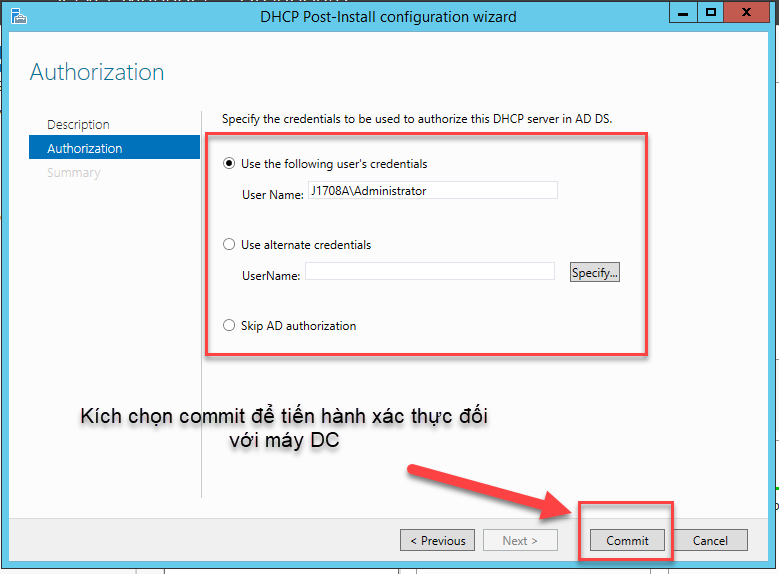 DHCP Post-Install configuration wizard
Authorization
Description
Authorization
Summary
Specify the credentials to be used to authorize this DHCP server in AD DS.
Use the following user's credentials
User Name: J1708A\Administrator
Use alternate credentials
UserName:
Specify...
Skip AD authorization
Kích chọn commit để tiến hành xác thực đối
với máy DC
< Previous
Next >
Commit
Cancel